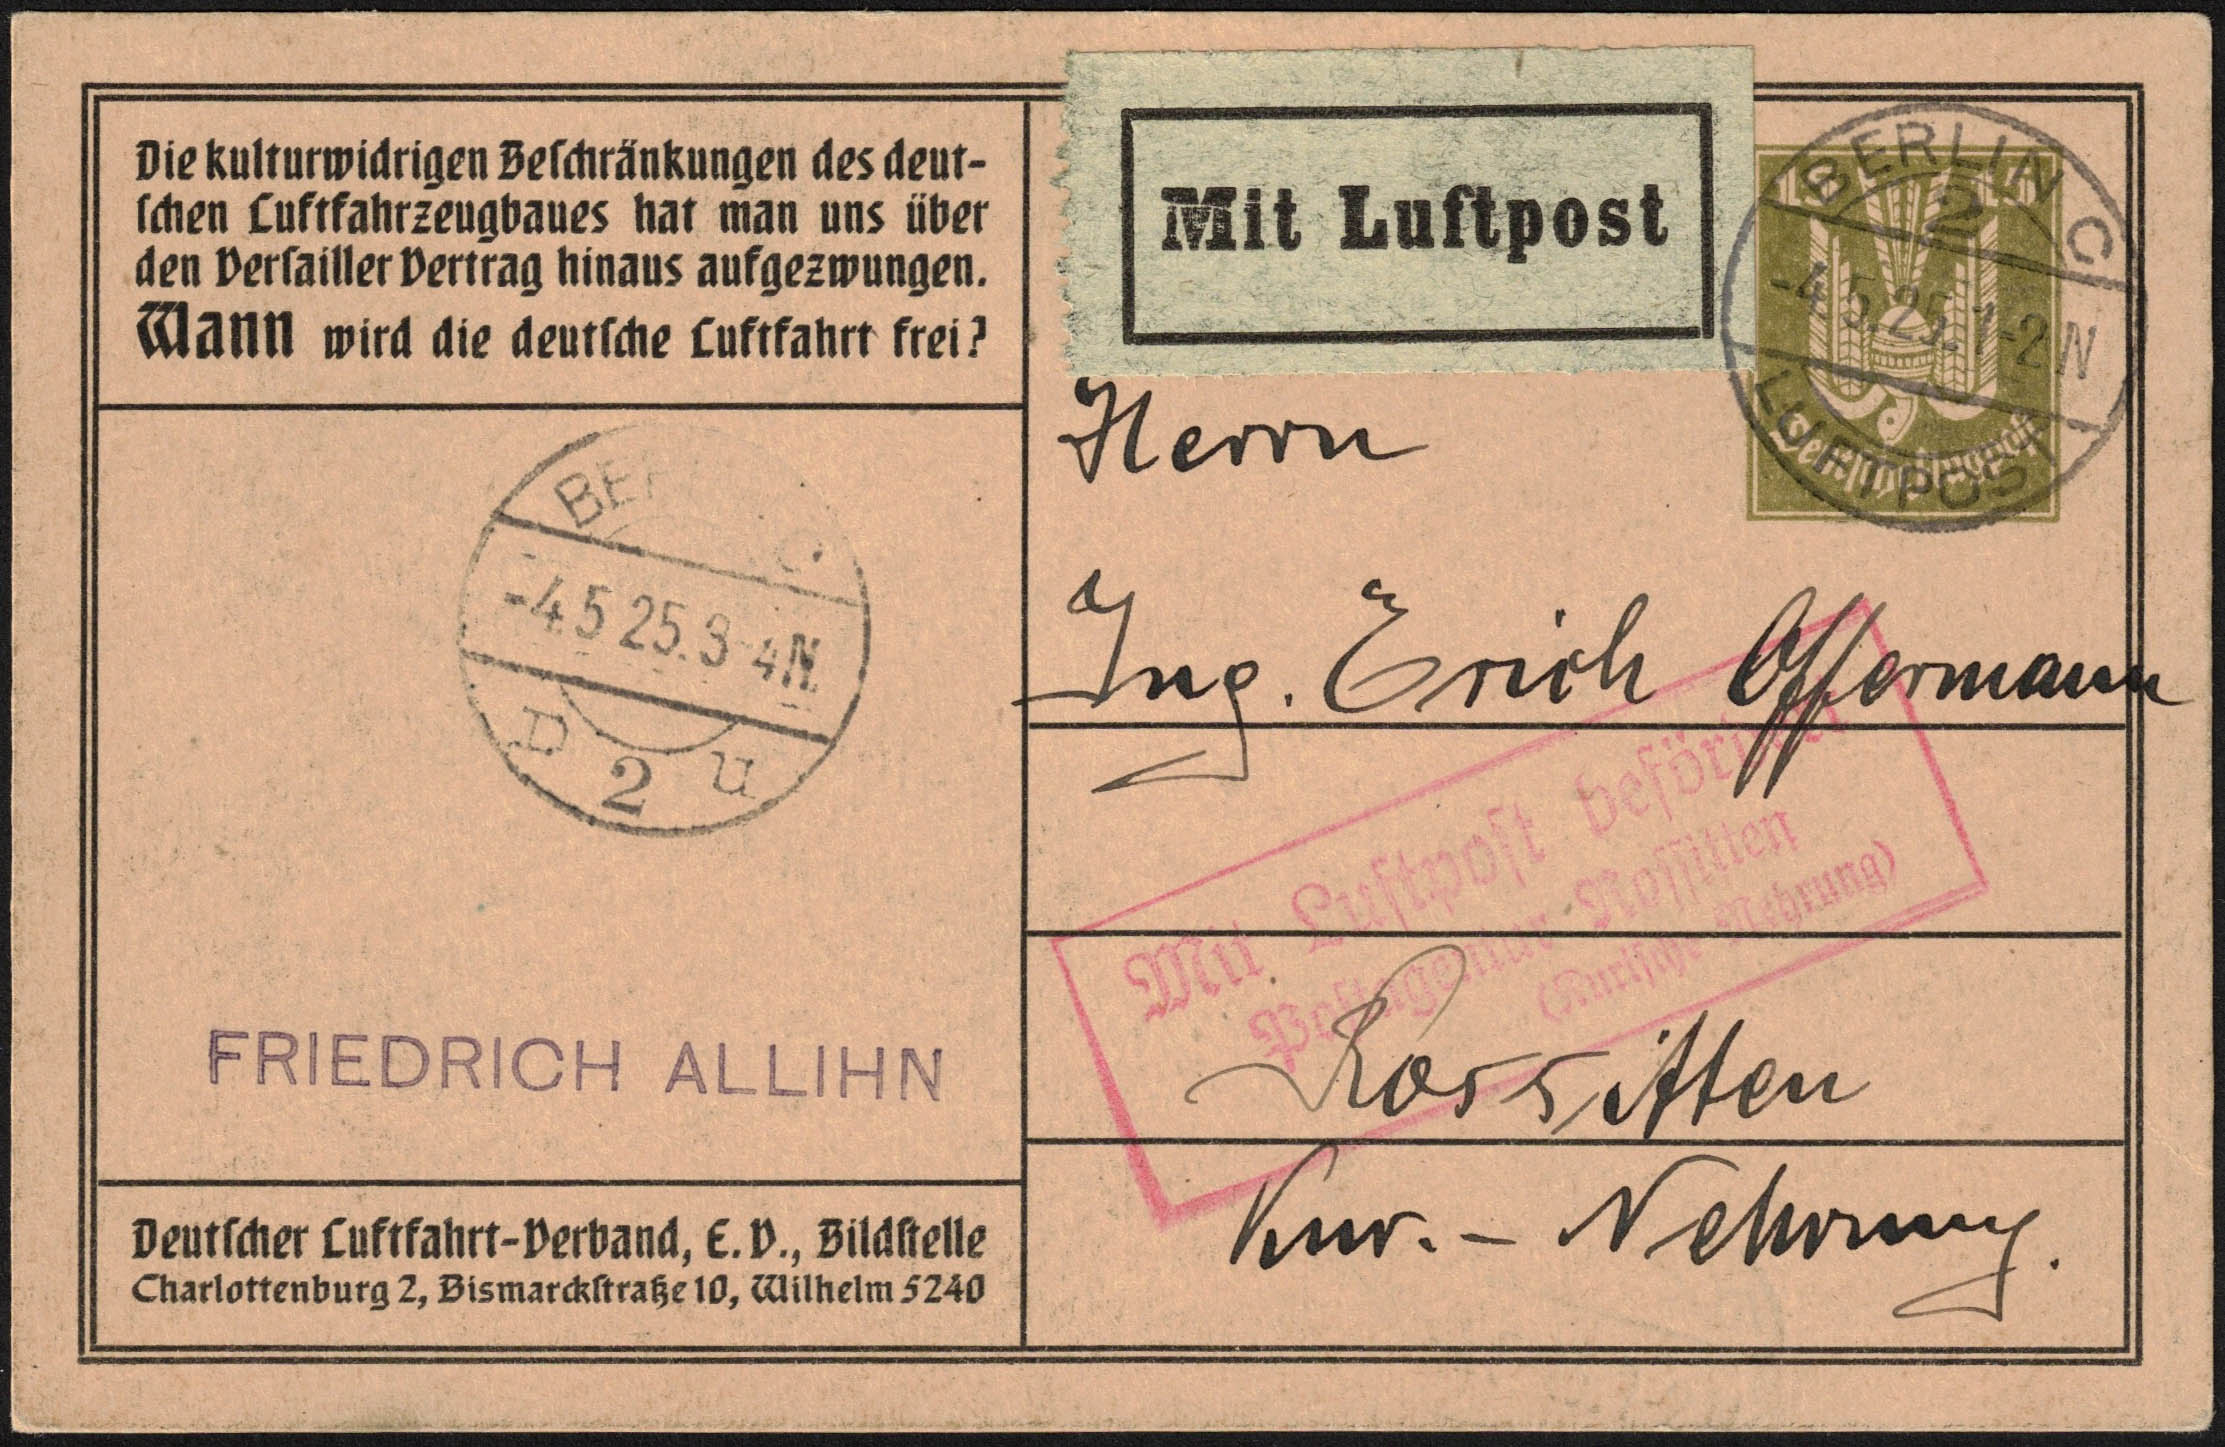 Die kulturwidrigen Beschränkungen des deut-
schen Luftfahrzeugbaues hat man uns über
den Versailler Vertrag hinaus aufgezwungen.
Wann wird die deutsche Luftfahrt frei?
Mit Luftpost
BERLIN C
2
-4.5.25.1-2N
LUFTPOST
Herrn
Ing. Erich Offermann
Rossitten
Kur.- Nehrung.
Mit Luftpost befördert
Postagentur Rossitten
(Kurische Nehrung)
C
-4.5 25.3-4N.
2 u
FRIEDRICH ALLIHN
Deutscher Luftfahrt-Verband, E.V., Bildstelle
Charlottenburg 2, Bismarckstraße 10, Wilhelm 5240